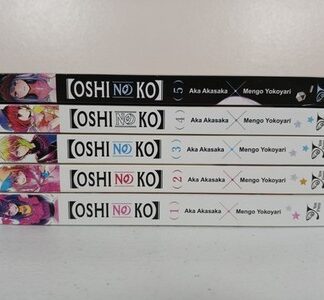 【OSHI NO KO】 (5) Aka Akasaka × Mengo Yokoyari
【OSHI NO KO】 (4) Aka Akasaka × Mengo Yokoyari
【OSHI NO KO】 (3) Aka Akasaka × Mengo Yokoyari
【OSHI NO KO】 (2) Aka Akasaka × Mengo Yokoyari
【OSHI NO KO】 (1) Aka Akasaka × Mengo Yokoyari